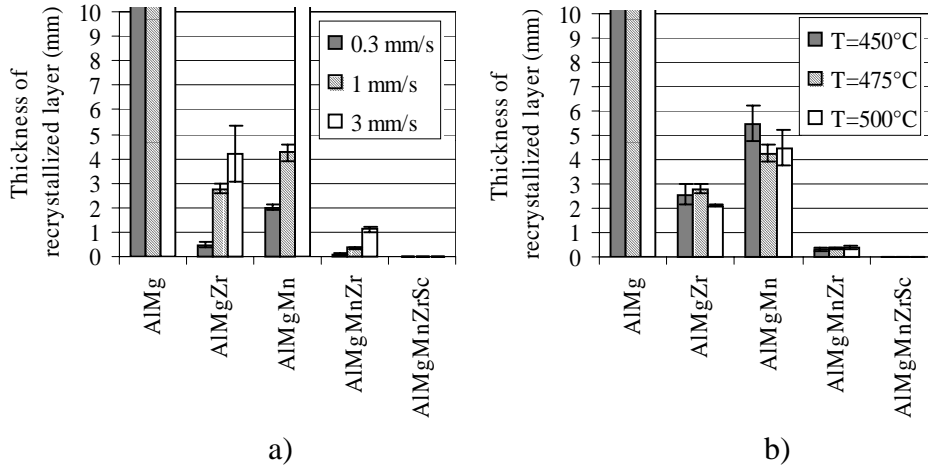 Thickness of
recrystallized layer (mm)
10
9
8
7
6
5
4
3
2
1
0
0.3 mm/s
1 mm/s
3 mm/s
AlMg
AlMgZr
AlMgMn
AlMgMnZr
AlMgMnZrSc
a)
Thickness of
recrystallized layer (mm)
10
9
8
7
6
5
4
3
2
1
0
T=450°C
T=475°C
T=500°C
AlMg
AlMgZr
AlMgMn
AlMgMnZr
AlMgMnZrSc
b)